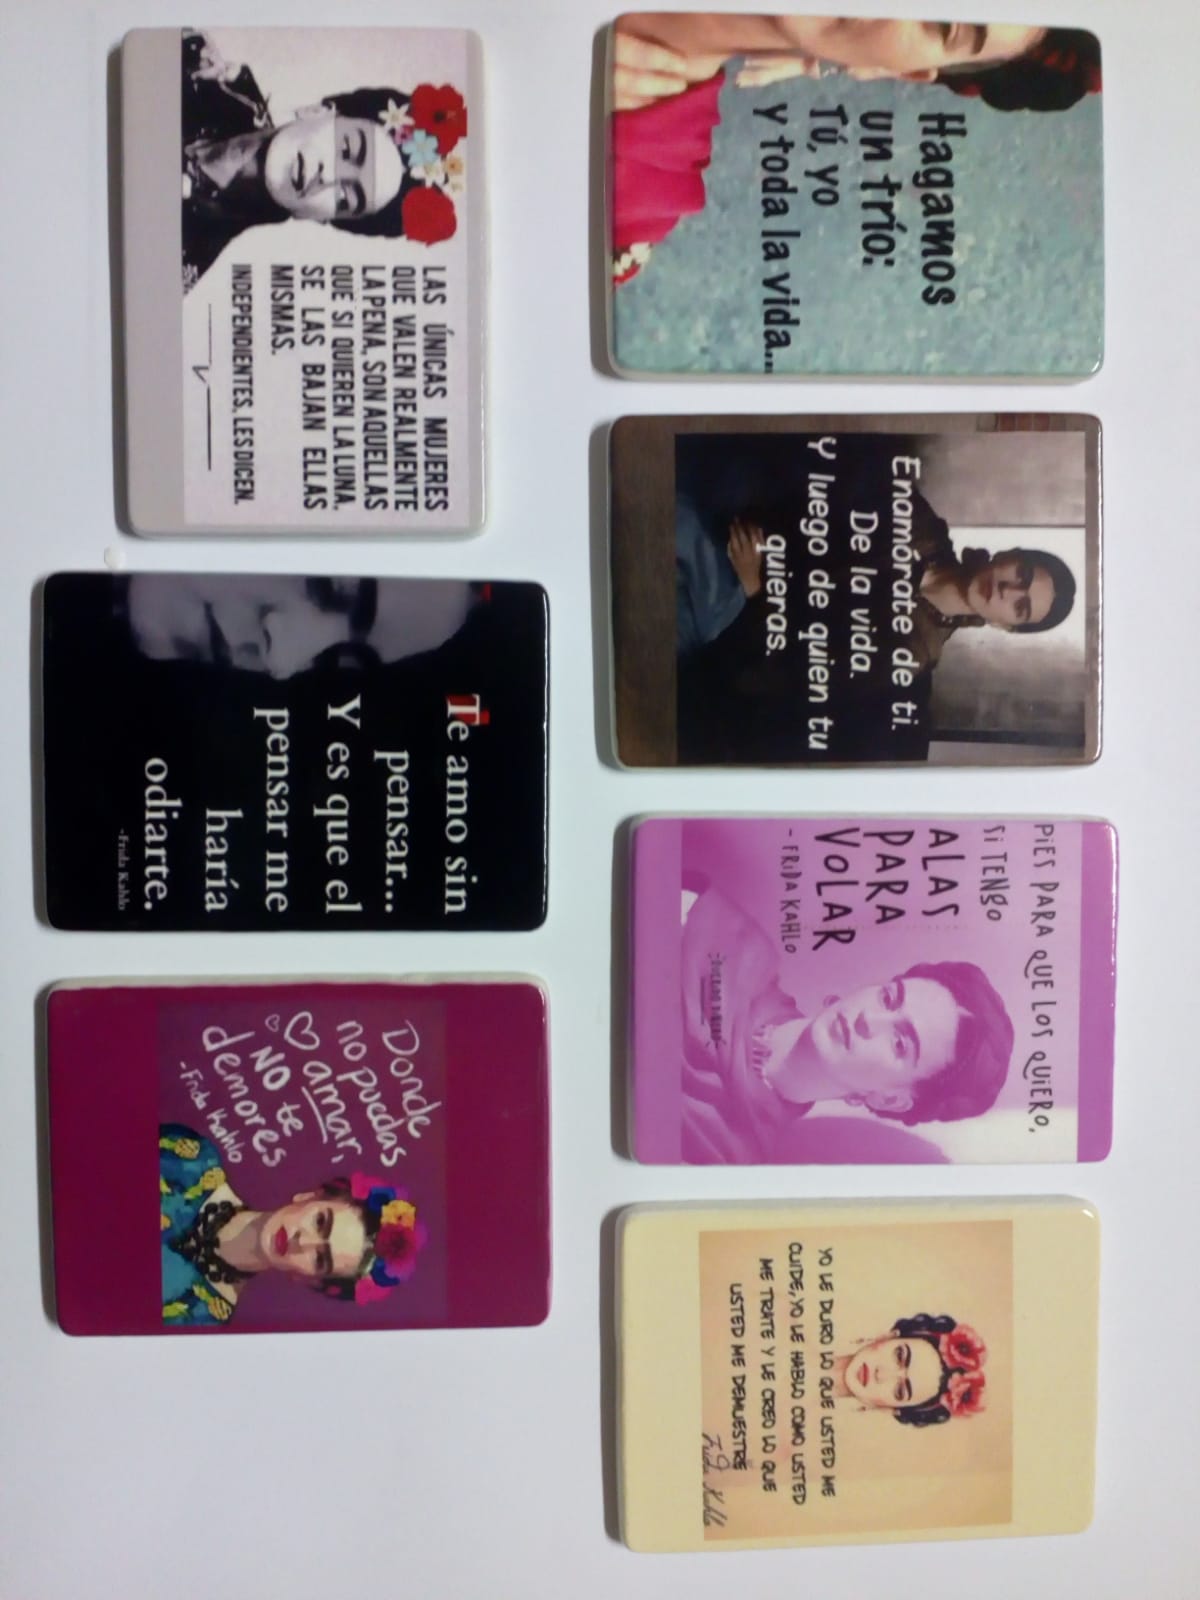 Hagamos
un trío:
Tú, yo
y toda la vida...
Enamórate de ti.
De la vida.
Y luego de quien tu
quieras.
PIES PARA QUE LOS QUIERO,
SI TENGO
ALAS
PARA
VOLAR
- FRIDA KAHLO
YO LE DURO LO QUE USTED ME
CUIDE, YO LE HABLO COMO USTED
ME TRATE Y LE CREO LO QUE
USTED ME DEMUESTRE
Frida Kahlo
LAS ÚNICAS MUJERES
QUE VALEN REALMENTE
LA PENA, SON AQUELLAS
QUE SI QUIEREN LA LUNA,
SE LAS BAJAN ELLAS
MISMAS.
INDEPENDIENTES, LES DICEN.
Te amo sin
pensar...
Y es que el
pensar me
haría
odiarte.
-Frida Kahlo
Donde
no puedas
amar,
NO te
demores
-Frida Kahlo